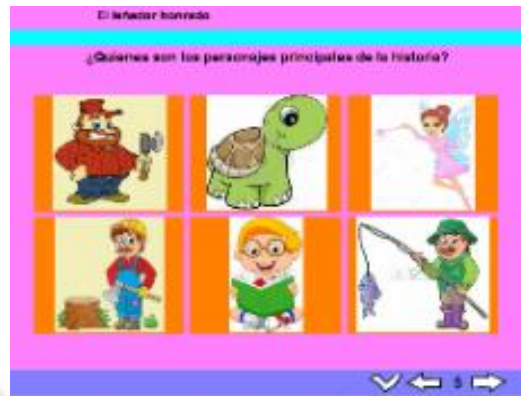 El leñador honrado
¿Quienes son los personajes principales de la historia?
5